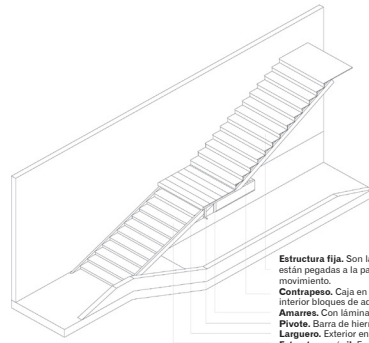 Estructura fija. Son la
están pegadas a la pa
movimiento.
Contrapeso. Caja en
interior bloques de ac
Amarres. Con lámina
Pivote. Barra de hierr
Larguero. Exterior en